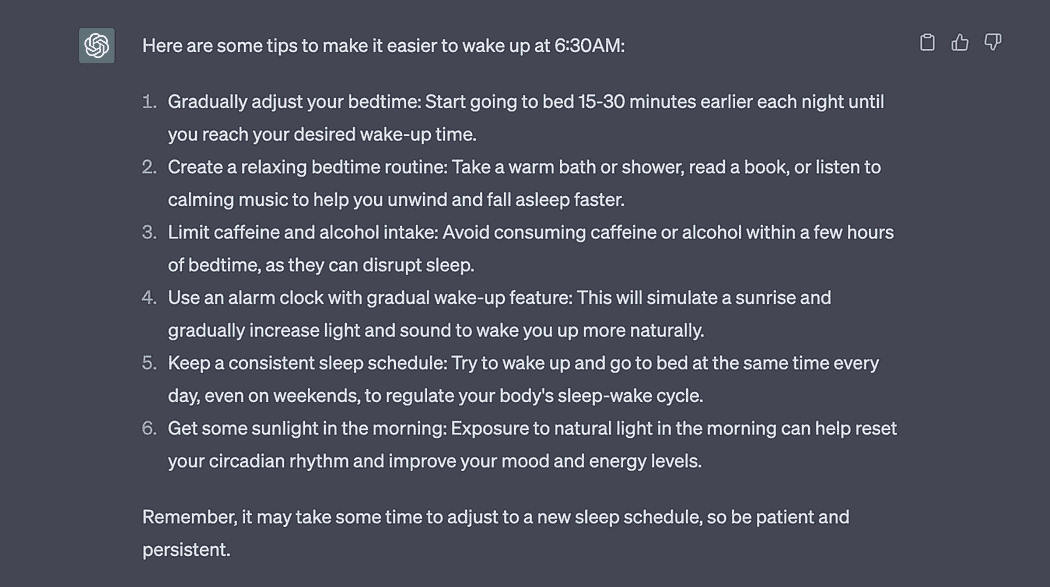 Here are some tips to make it easier to wake up at 6:30AM:
1. Gradually adjust your bedtime: Start going to bed 15-30 minutes earlier each night until
you reach your desired wake-up time.
2. Create a relaxing bedtime routine: Take a warm bath or shower, read a book, or listen to
calming music to help you unwind and fall asleep faster.
3. Limit caffeine and alcohol intake: Avoid consuming caffeine or alcohol within a few hours
of bedtime, as they can disrupt sleep.
4. Use an alarm clock with gradual wake-up feature: This will simulate a sunrise and
gradually increase light and sound to wake you up more naturally.
5. Keep a consistent sleep schedule: Try to wake up and go to bed at the same time every
day, even on weekends, to regulate your body's sleep-wake cycle.
6. Get some sunlight in the morning: Exposure to natural light in the morning can help reset
your circadian rhythm and improve your mood and energy levels.
Remember, it may take some time to adjust to a new sleep schedule, so be patient and
persistent.